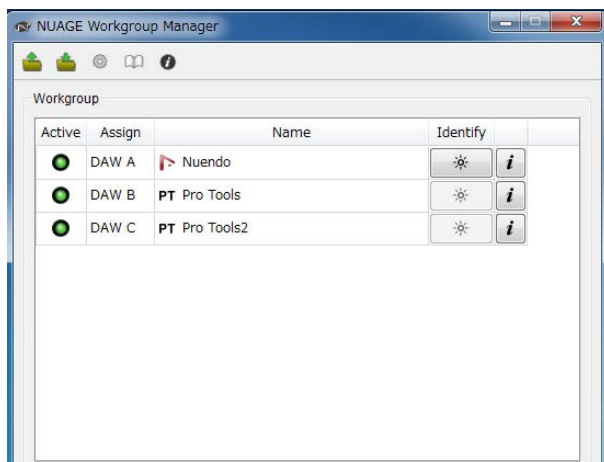 NUAGE Workgroup Manager
Workgroup
Active Assign Name Identify
DAW A Nuendo i
DAW B PT Pro Tools i
DAW C PT Pro Tools2 i